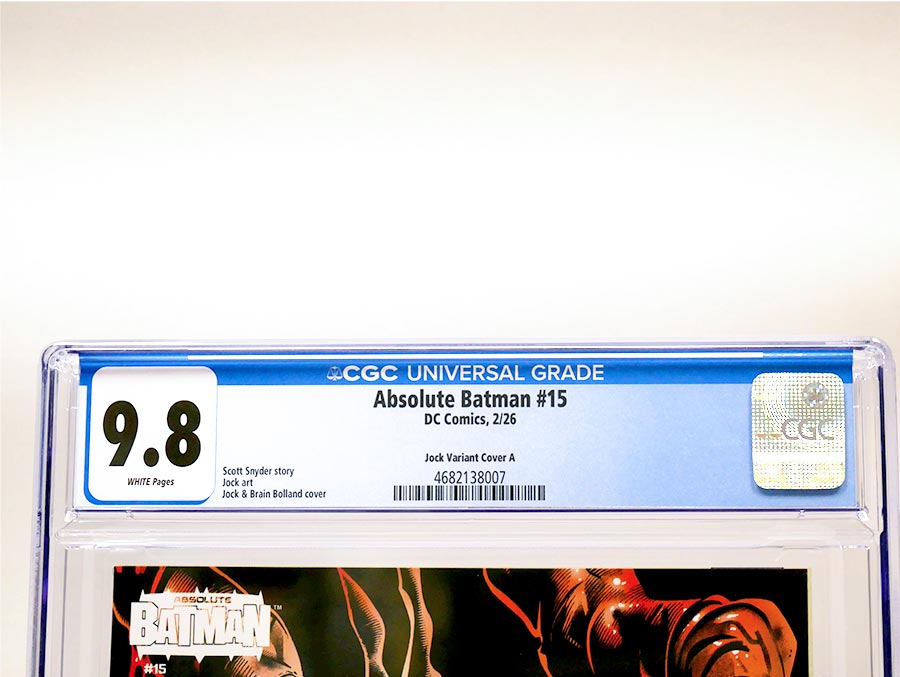 CGC UNIVERSAL GRADE
9.8
WHITE Pages
Absolute Batman #15
DC Comics, 2/26
Jock Variant Cover A
4682138007
Scott Snyder story
Jock art
Jock & Brain Bolland cover
CGC
ABSOLUTE
BATMAN™
#15